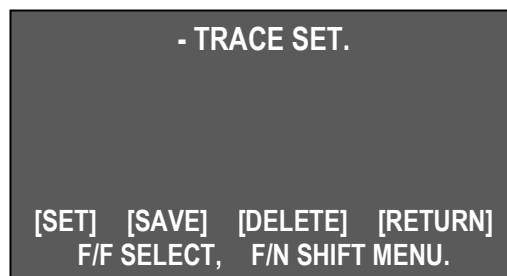 - TRACE SET.
[SET] [SAVE] [DELETE] [RETURN]
F/F SELECT, F/N SHIFT MENU.